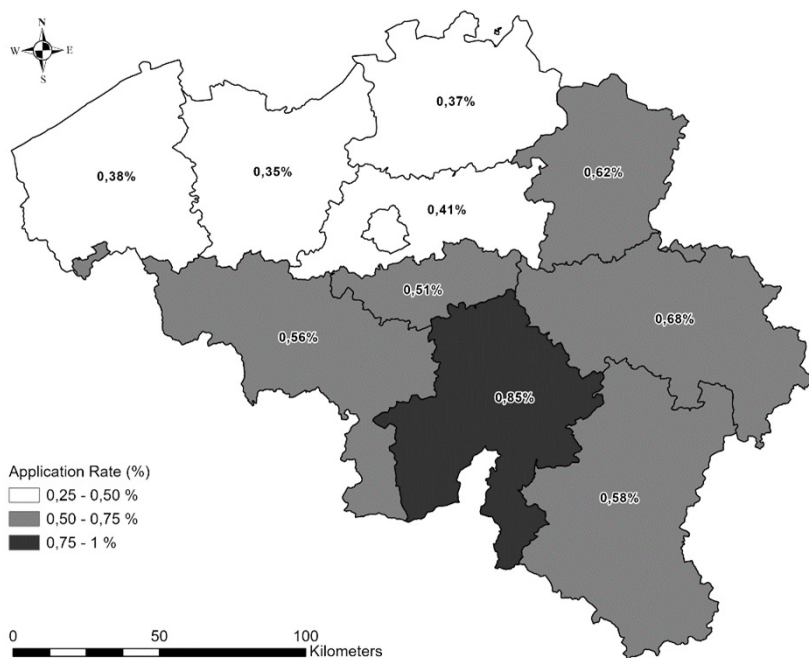 N
W E
S
0,37%
0,38%
0,35%
0,62%
0,41%
0,51%
0,56%
0,68%
0,85%
0,58%
Application Rate (%)
0,25 - 0,50 %
0,50 - 0,75 %
0,75 - 1 %
0 50 100
Kilometers